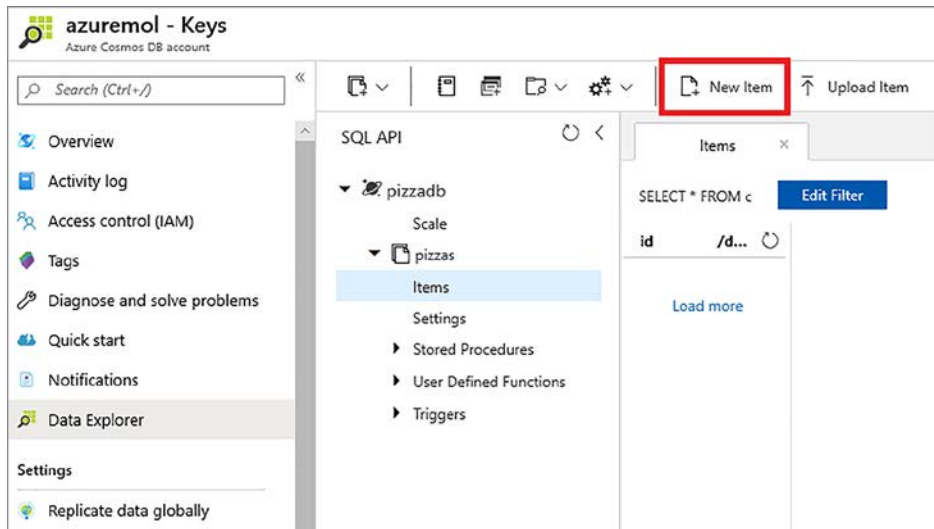 azuremol - Keys
Azure Cosmos DB account
Search (Ctrl+/)
Overview
Activity log
Access control (IAM)
Tags
Diagnose and solve problems
Quick start
Notifications
Data Explorer
Settings
Replicate data globally
New Item
Upload Item
SQL API
pizzadb
Scale
pizzas
Items
Settings
Stored Procedures
User Defined Functions
Triggers
Items
SELECT * FROM c
Edit Filter
id /d...
Load more